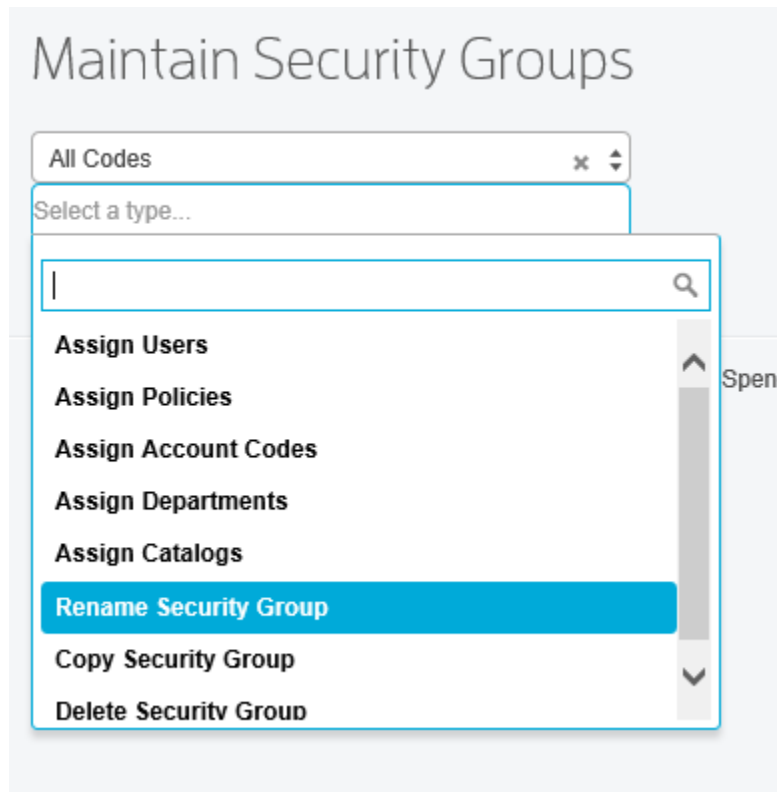 Maintain Security Groups
All Codes
Select a type...
Assign Users
Assign Policies
Spen
Assign Account Codes
Assign Departments
Assign Catalogs
Rename Security Group
Copy Security Group
Delete Security Group